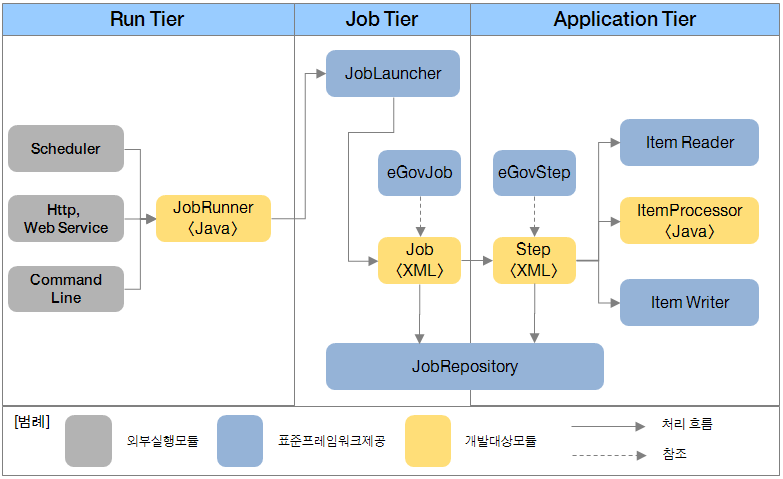 Run Tier
Job Tier
Application Tier
JobLauncher
Scheduler
Item Reader
eGovJob
eGovStep
Http,
Web Service
JobRunner
〈Java〉
ItemProcessor
〈Java〉
Job
〈XML〉
Step
〈XML〉
Command
Line
Item Writer
JobRepository
[범례]
외부실행모듈
표준프레임워크제공
개발대상모듈
처리 흐름
참조